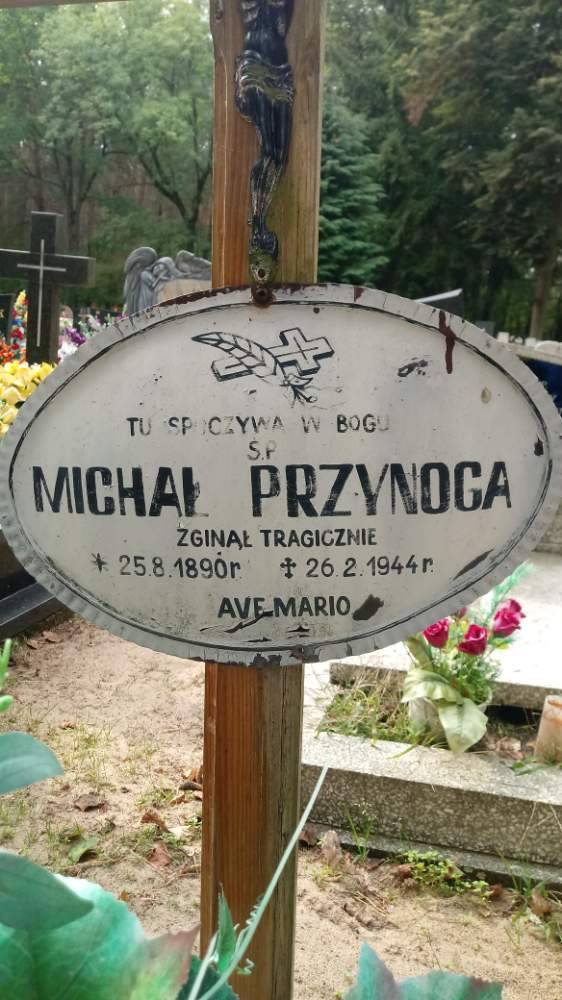 TU SPOCZYWA W BOGU
Ś.P
MICHAŁ PRZYNOGA
ZGINĄŁ TRAGICZNIE
* 25.8.1890r. ✝ 26.2.1944r.
AVE MARIO